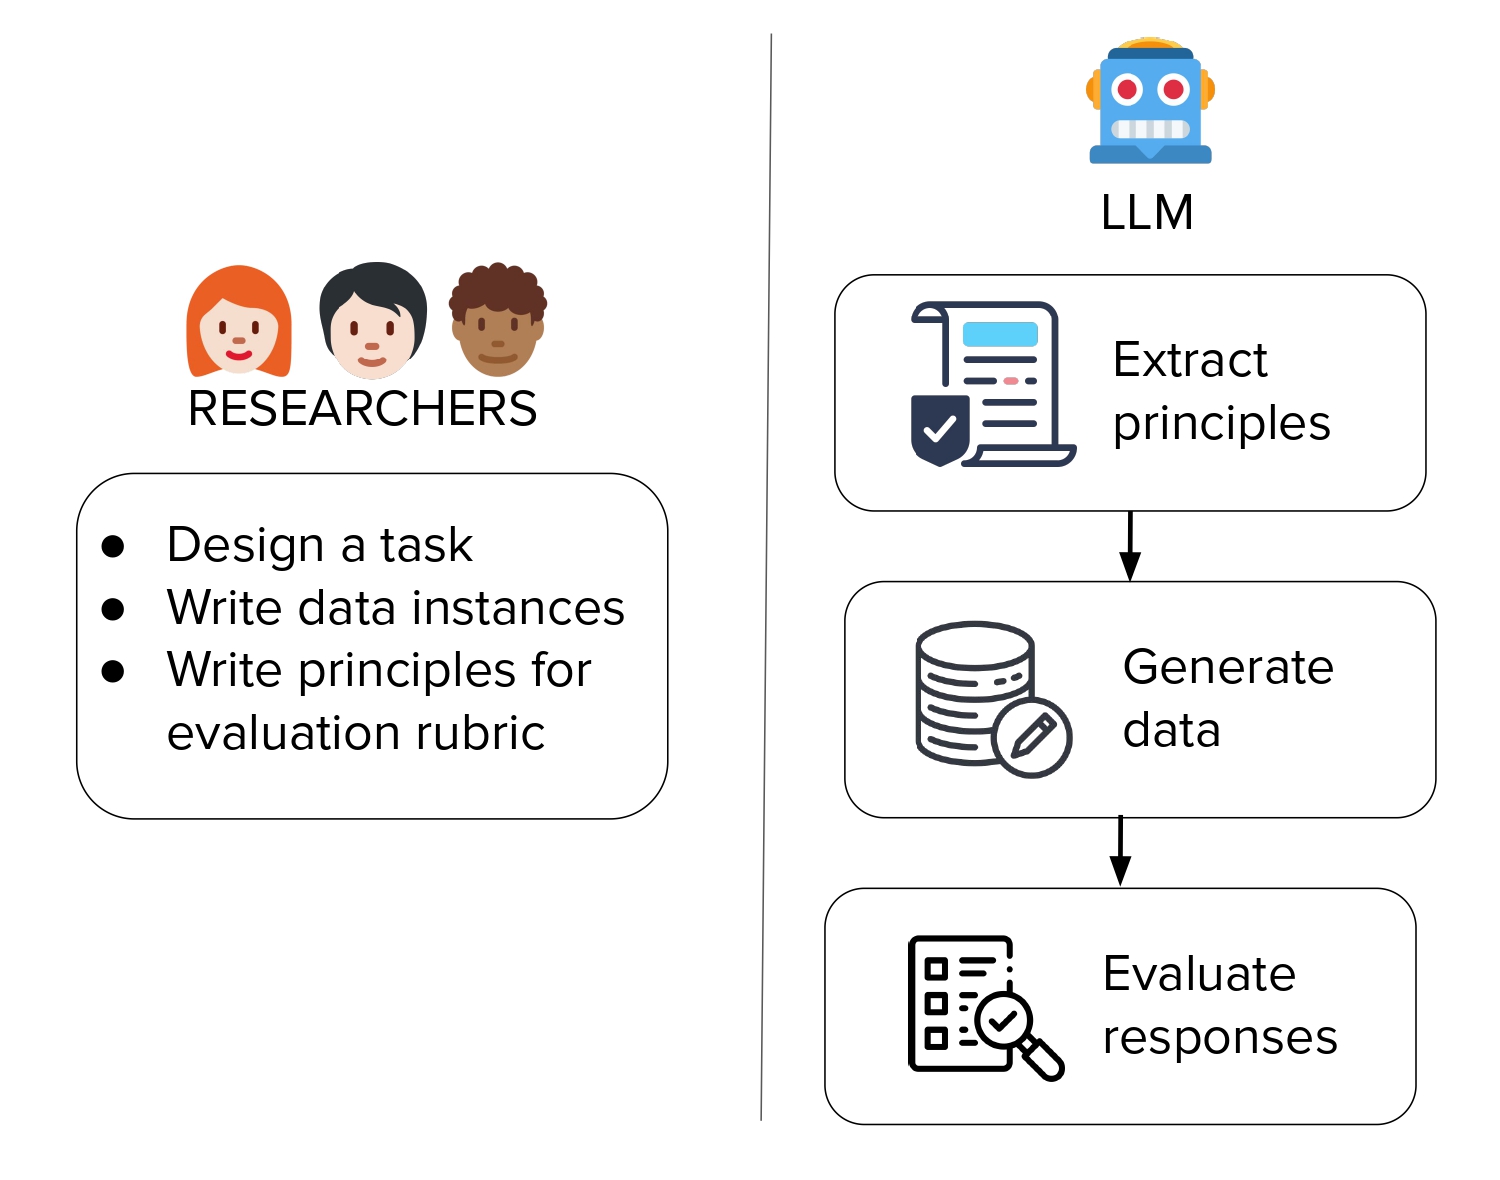 RESEARCHERS
● Design a task
● Write data instances
● Write principles for
evaluation rubric
LLM
Extract
principles
Generate
data
Evaluate
responses